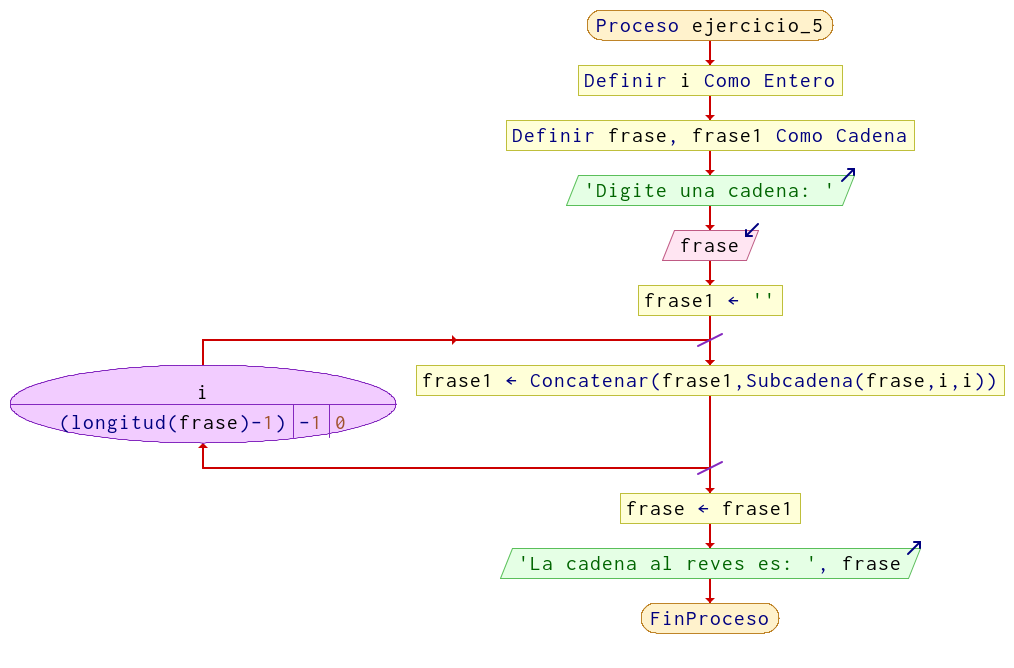 Proceso ejercicio_5
Definir i Como Entero
Definir frase, frase1 Como Cadena
'Digite una cadena: '
frase
frase1 ← ''
i
(longitud(frase)-1) -1 0
frase1 ← Concatenar(frase1,Subcadena(frase,i,i))
frase ← frase1
'La cadena al reves es: ', frase
FinProceso